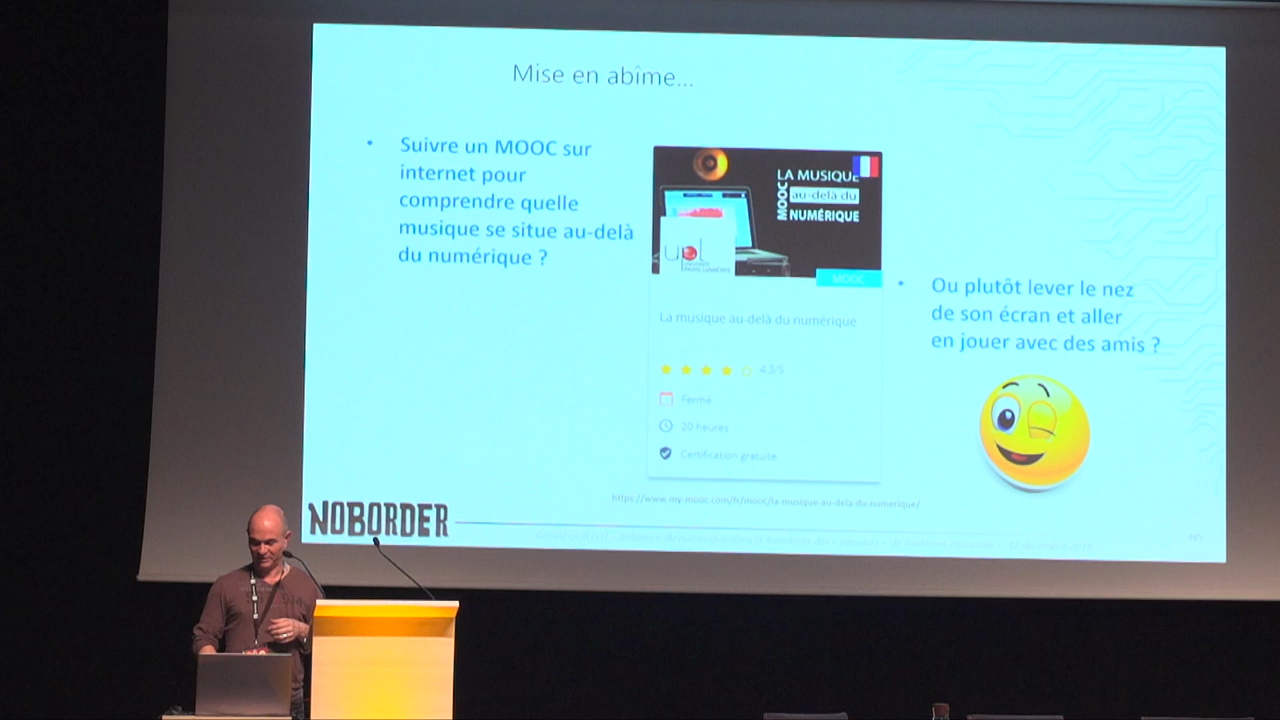 Mise en abîme...
• Suivre un MOOC sur
internet pour
comprendre quelle
musique se situe au-delà
du numérique ?
LA MUSIQUE
MOOC
au-delà du
NUMÉRIQUE
upl
MOOC
La musique au-delà du numérique
4.3/5
Fermé
20 heures
Certification gratuite
https://www.my-mooc.com/fr/mooc/la-musique-au-dela-du-numerique/
• Ou plutôt lever le nez
de son écran et aller
en jouer avec des amis ?
NOBORDER